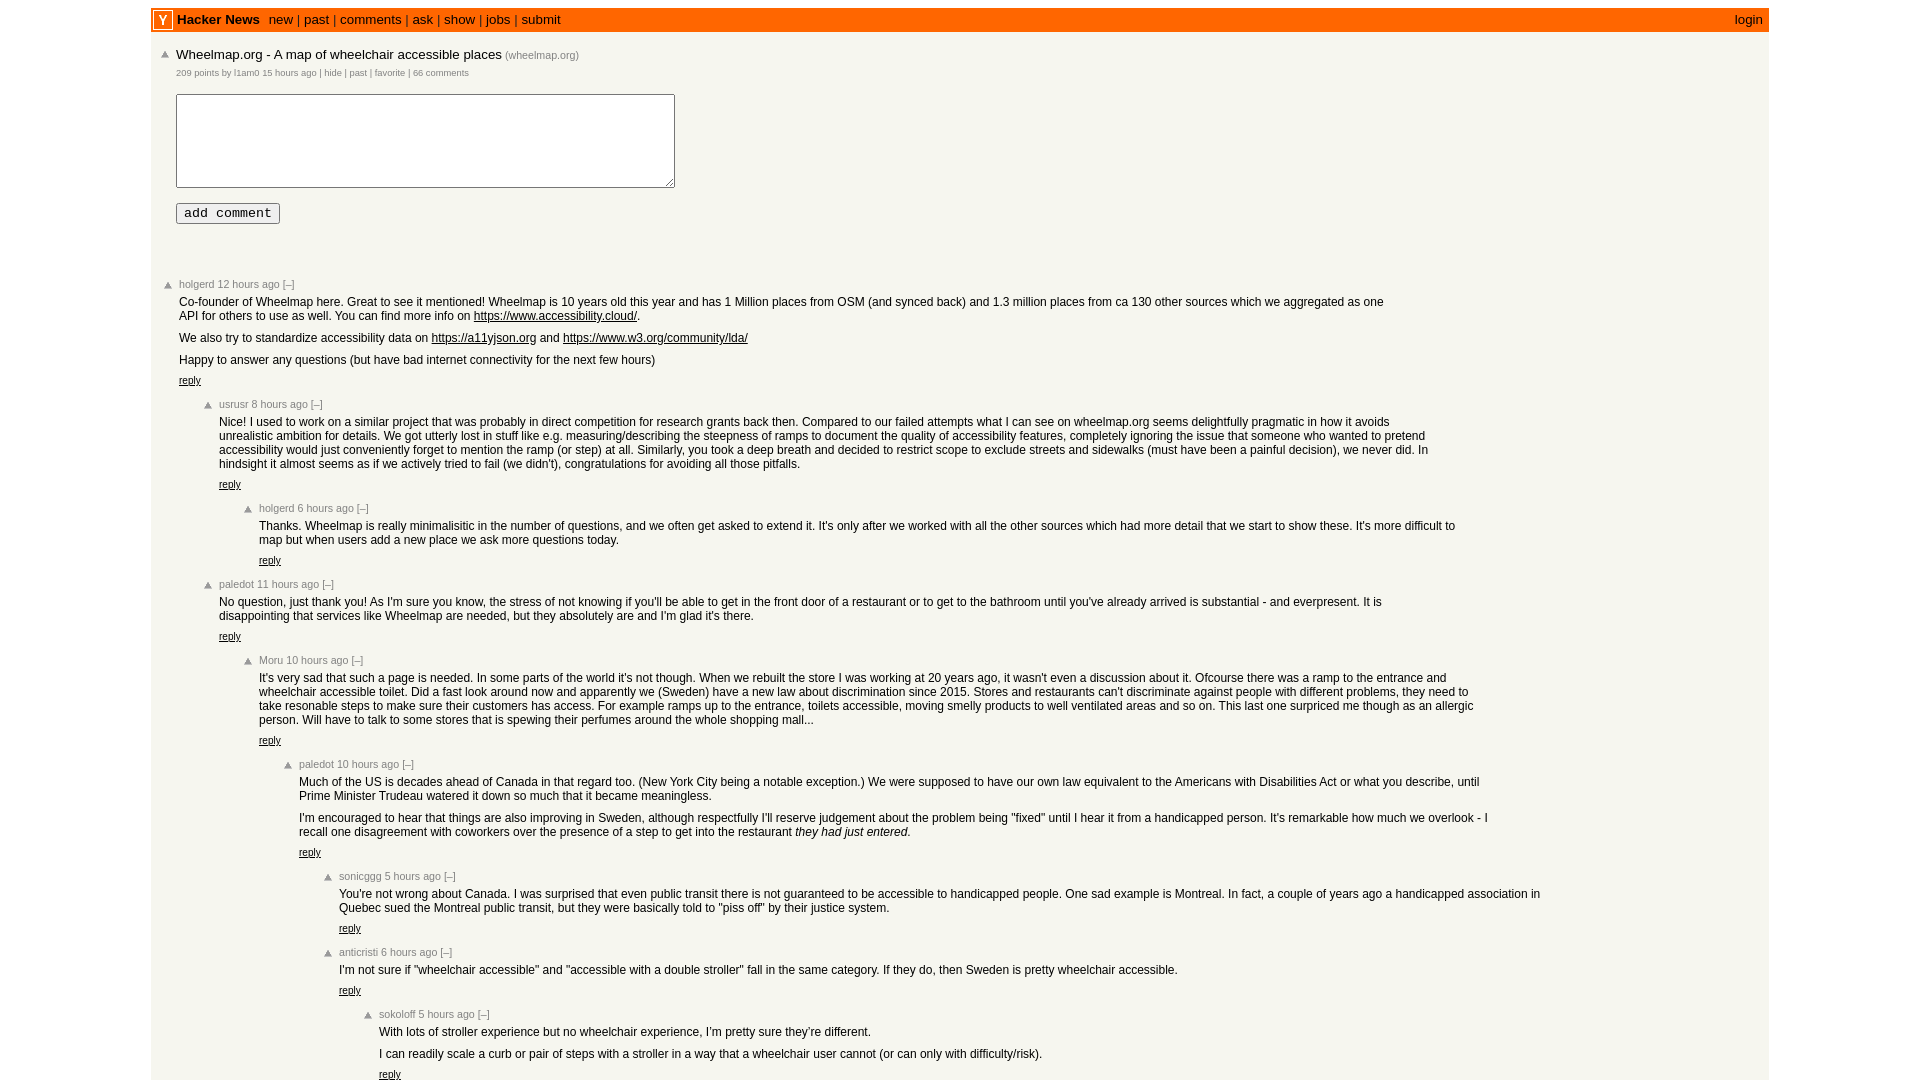 Y Hacker News new | past | comments | ask | show | jobs | submit login
Wheelmap.org - A map of wheelchair accessible places (wheelmap.org)
209 points by l1am0 15 hours ago | hide | past | favorite | 66 comments
add comment
holgerd 12 hours ago [–]
Co-founder of Wheelmap here. Great to see it mentioned! Wheelmap is 10 years old this year and has 1 Million places from OSM (and synced back) and 1.3 million places from ca 130 other sources which we aggregated as one
API for others to use as well. You can find more info on https://www.accessibility.cloud/.
We also try to standardize accessibility data on https://a11yjson.org and https://www.w3.org/community/lda/
Happy to answer any questions (but have bad internet connectivity for the next few hours)
reply
usrusr 8 hours ago [–]
Nice! I used to work on a similar project that was probably in direct competition for research grants back then. Compared to our failed attempts what I can see on wheelmap.org seems delightfully pragmatic in how it avoids
unrealistic ambition for details. We got utterly lost in stuff like e.g. measuring/describing the steepness of ramps to document the quality of accessibility features, completely ignoring the issue that someone who wanted to pretend
accessibility would just conveniently forget to mention the ramp (or step) at all. Similarly, you took a deep breath and decided to restrict scope to exclude streets and sidewalks (must have been a painful decision), we never did. In
hindsight it almost seems as if we actively tried to fail (we didn't), congratulations for avoiding all those pitfalls.
reply
holgerd 6 hours ago [–]
Thanks. Wheelmap is really minimalisitic in the number of questions, and we often get asked to extend it. It's only after we worked with all the other sources which had more detail that we start to show these. It's more difficult to
map but when users add a new place we ask more questions today.
reply
paledot 11 hours ago [–]
No question, just thank you! As I'm sure you know, the stress of not knowing if you'll be able to get in the front door of a restaurant or to get to the bathroom until you've already arrived is substantial - and everpresent. It is
disappointing that services like Wheelmap are needed, but they absolutely are and I'm glad it's there.
reply
Moru 10 hours ago [–]
It's very sad that such a page is needed. In some parts of the world it's not though. When we rebuilt the store I was working at 20 years ago, it wasn't even a discussion about it. Ofcourse there was a ramp to the entrance and
wheelchair accessible toilet. Did a fast look around now and apparently we (Sweden) have a new law about discrimination since 2015. Stores and restaurants can't discriminate against people with different problems, they need to
take resonable steps to make sure their customers has access. For example ramps up to the entrance, toilets accessible, moving smelly products to well ventilated areas and so on. This last one surpriced me though as an allergic
person. Will have to talk to some stores that is spewing their perfumes around the whole shopping mall...
reply
paledot 10 hours ago [–]
Much of the US is decades ahead of Canada in that regard too. (New York City being a notable exception.) We were supposed to have our own law equivalent to the Americans with Disabilities Act or what you describe, until
Prime Minister Trudeau watered it down so much that it became meaningless.
I'm encouraged to hear that things are also improving in Sweden, although respectfully I'll reserve judgement about the problem being "fixed" until I hear it from a handicapped person. It's remarkable how much we overlook - I
recall one disagreement with coworkers over the presence of a step to get into the restaurant they had just entered.
reply
sonicggg 5 hours ago [–]
You're not wrong about Canada. I was surprised that even public transit there is not guaranteed to be accessible to handicapped people. One sad example is Montreal. In fact, a couple of years ago a handicapped association in
Quebec sued the Montreal public transit, but they were basically told to "piss off" by their justice system.
reply
anticristi 6 hours ago [–]
I'm not sure if "wheelchair accessible" and "accessible with a double stroller" fall in the same category. If they do, then Sweden is pretty wheelchair accessible.
reply
sokoloff 5 hours ago [–]
With lots of stroller experience but no wheelchair experience, I’m pretty sure they’re different.
I can readily scale a curb or pair of steps with a stroller in a way that a wheelchair user cannot (or can only with difficulty/risk).
reply